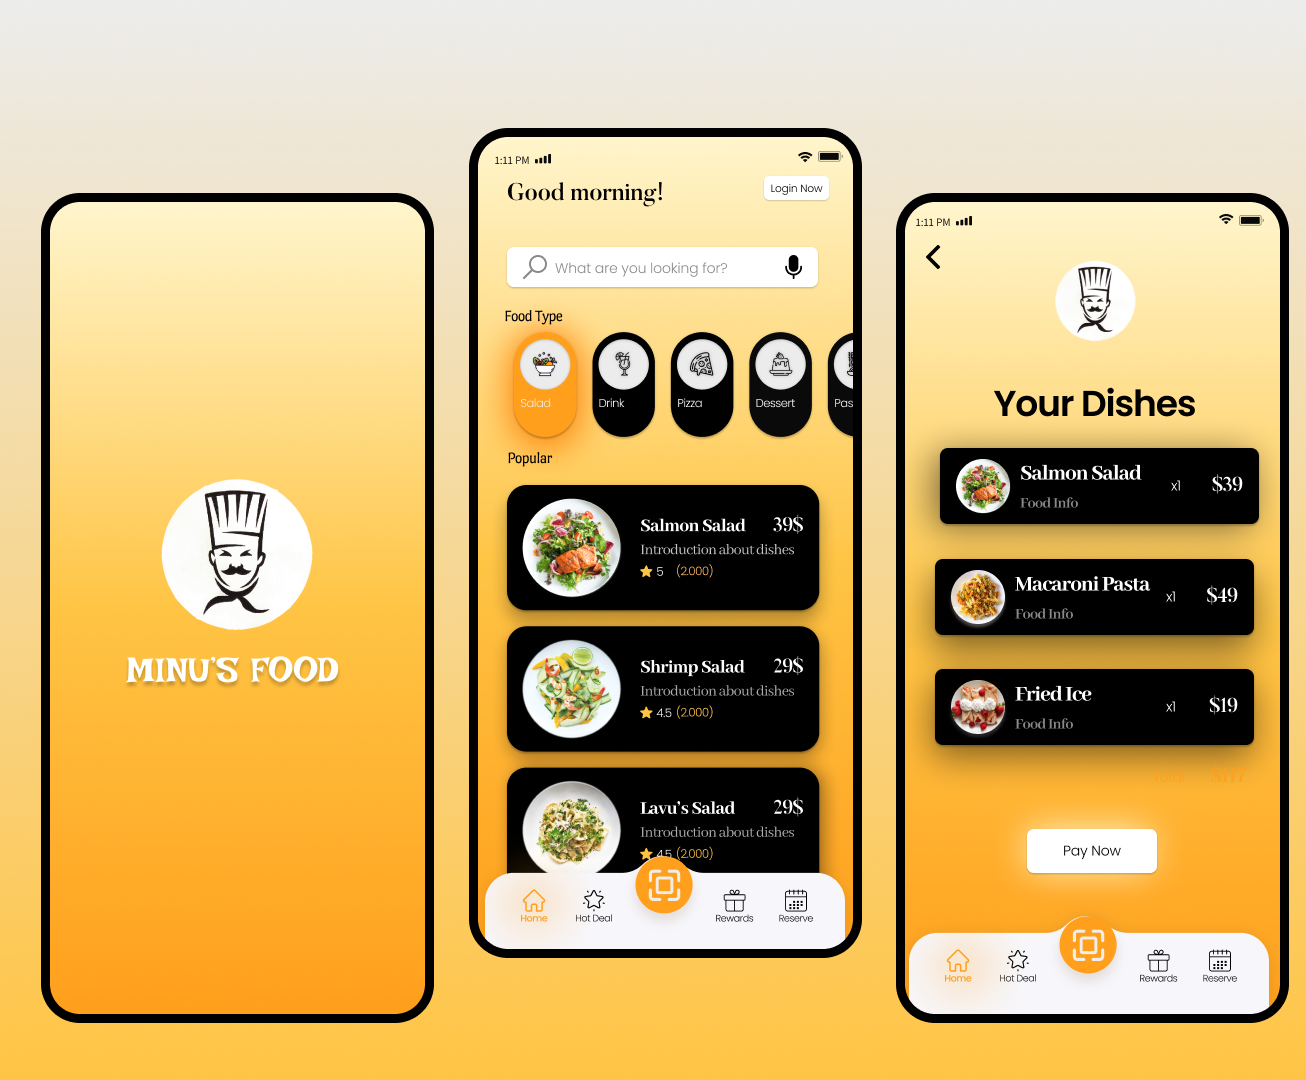 MINU'S FOOD
1:11 PM
Good morning!
Login Now
What are you looking for?
Food Type
Salad
Drink
Pizza
Dessert
Pas
Popular
Salmon Salad 39$
Introduction about dishes
5 (2.000)
Shrimp Salad 29$
Introduction about dishes
4.5 (2.000)
Lavu's Salad 29$
Introduction about dishes
4.5 (2.000)
Home
Hot Deal
Rewards
Reserve
1:11 PM
Your Dishes
Salmon Salad x1 $39
Food Info
Macaroni Pasta x1 $49
Food Info
Fried Ice x1 $19
Food Info
Pay Now
Home
Hot Deal
Rewards
Reserve